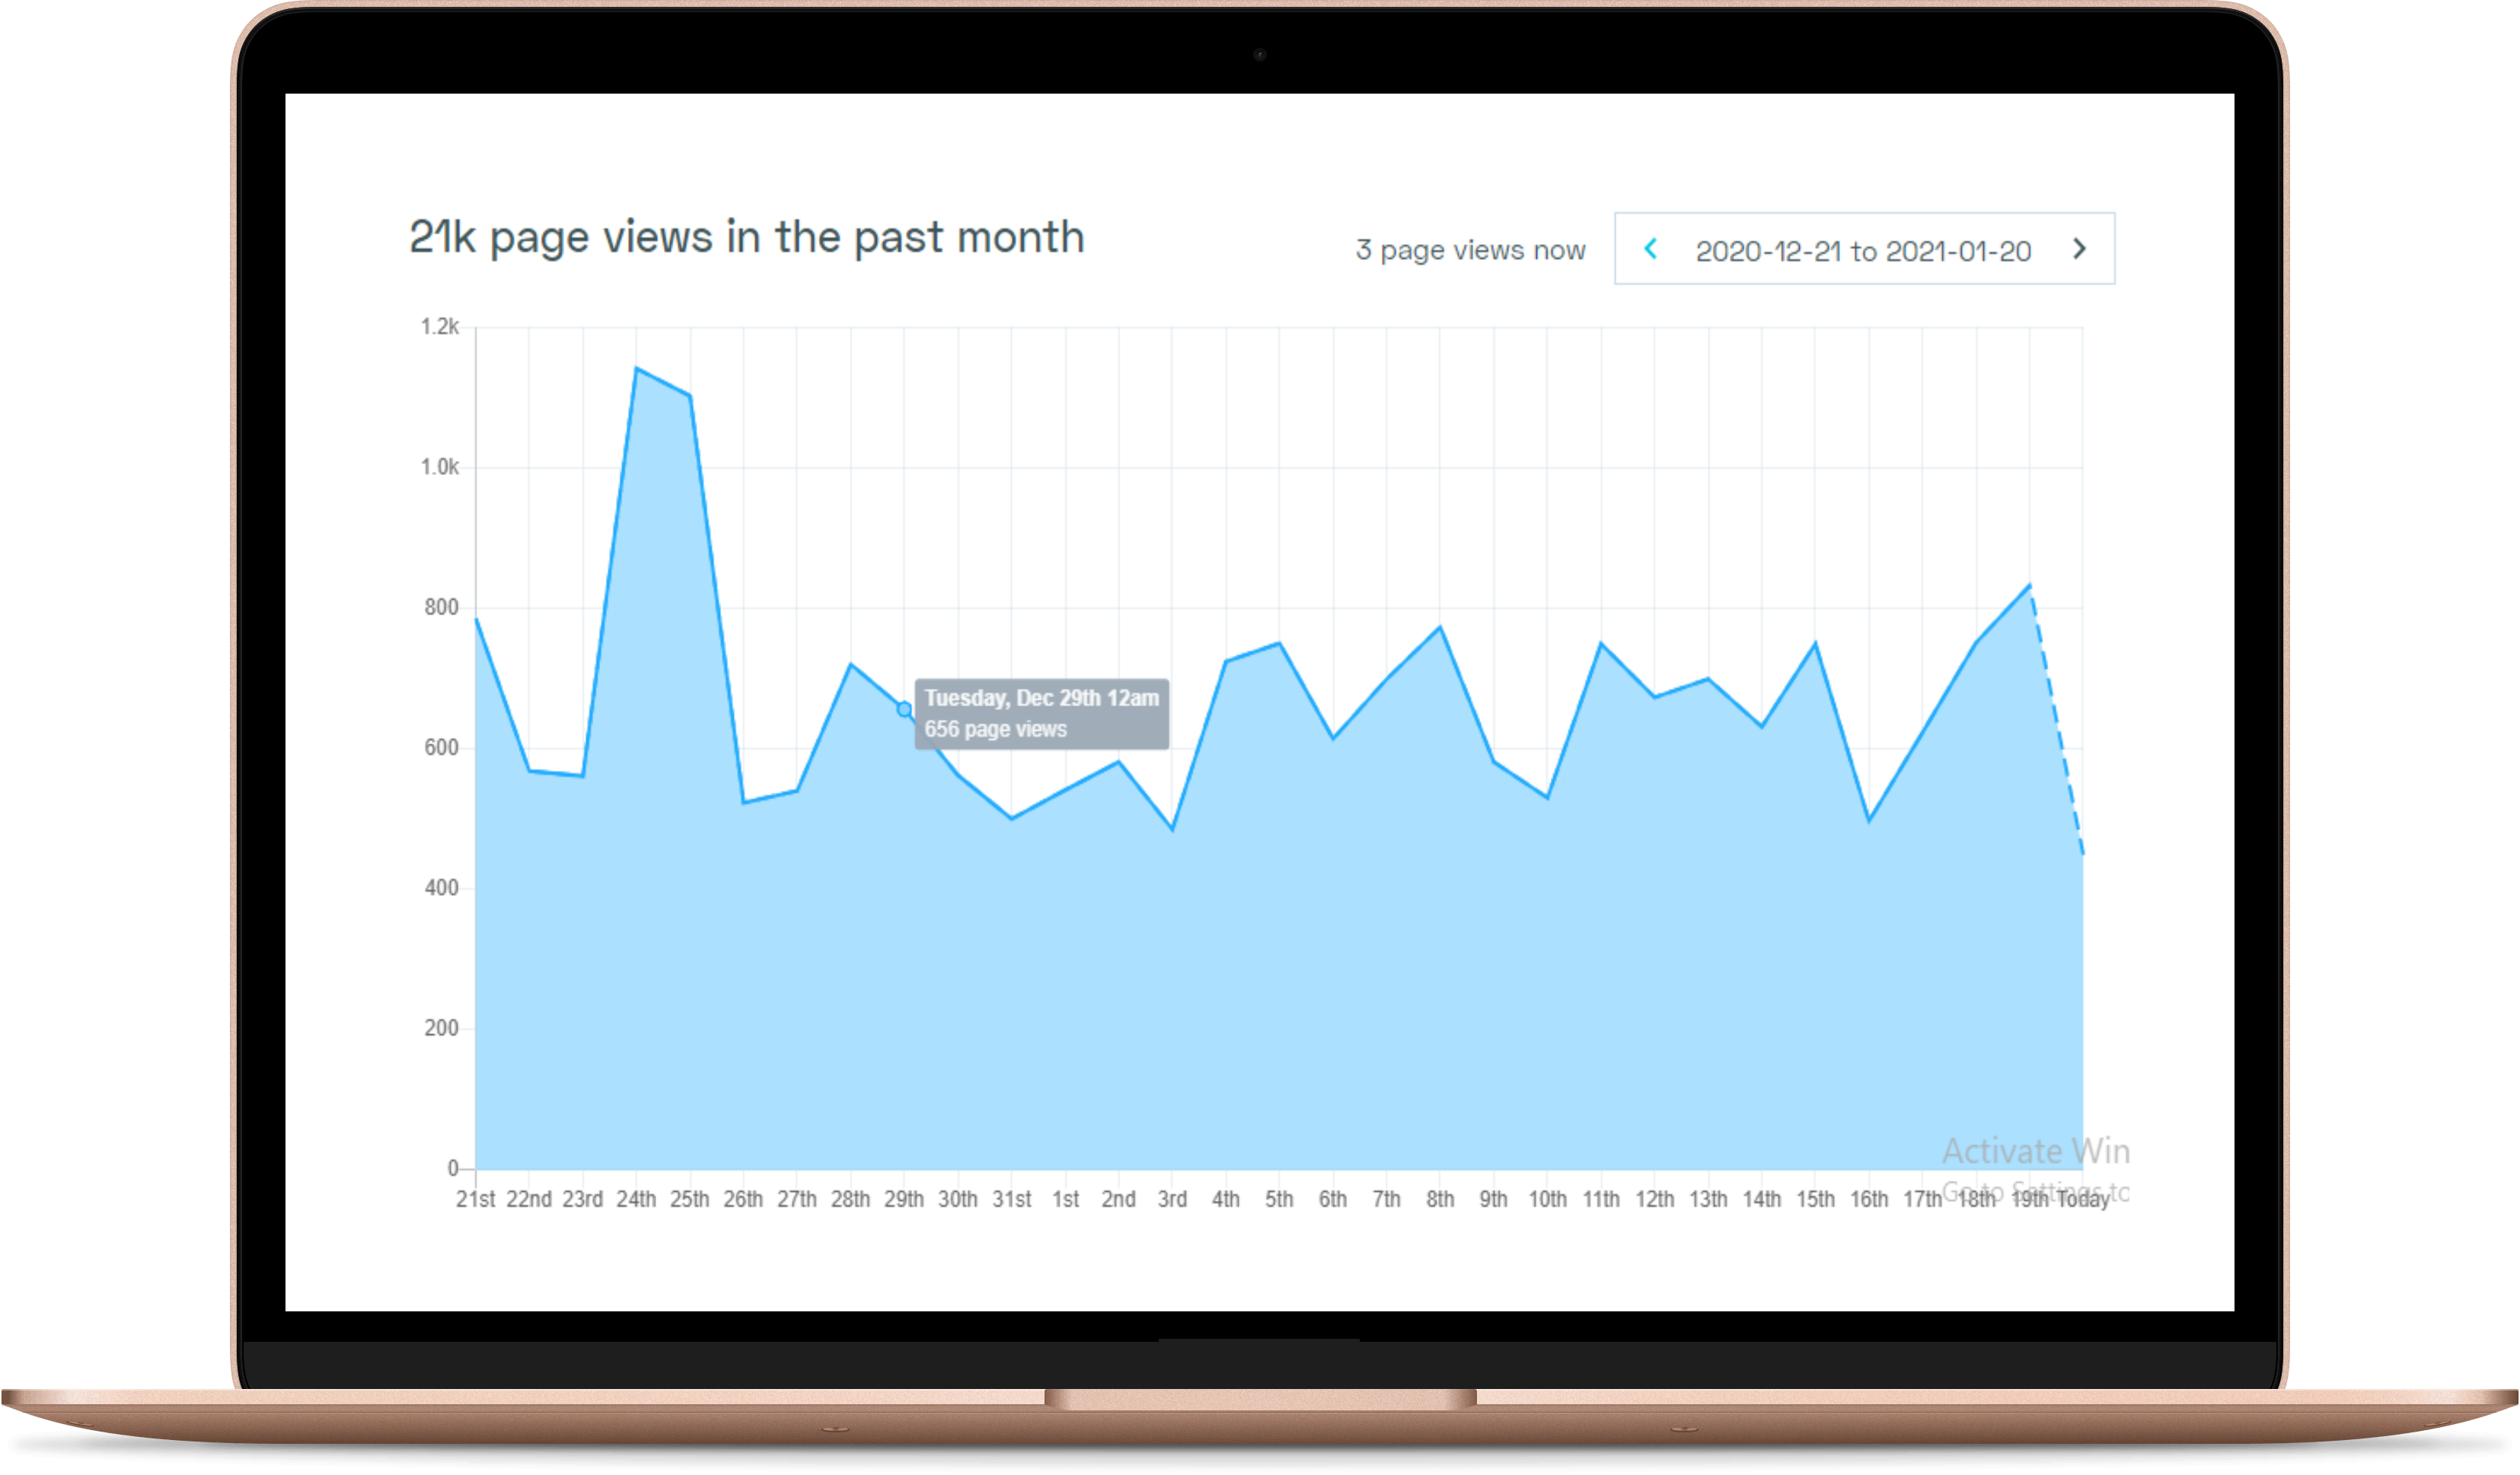 21k page views in the past month
3 page views now
2020-12-21 to 2021-01-20
1.2k
1.0k
800
600
400
200
0
Tuesday, Dec 29th 12am
656 page views
21st 22nd 23rd 24th 25th 26th 27th 28th 29th 30th 31st 1st 2nd 3rd 4th 5th 6th 7th 8th 9th 10th 11th 12th 13th 14th 15th 16th 17th 18th 19th Today
Activate Win
Go to Settings to